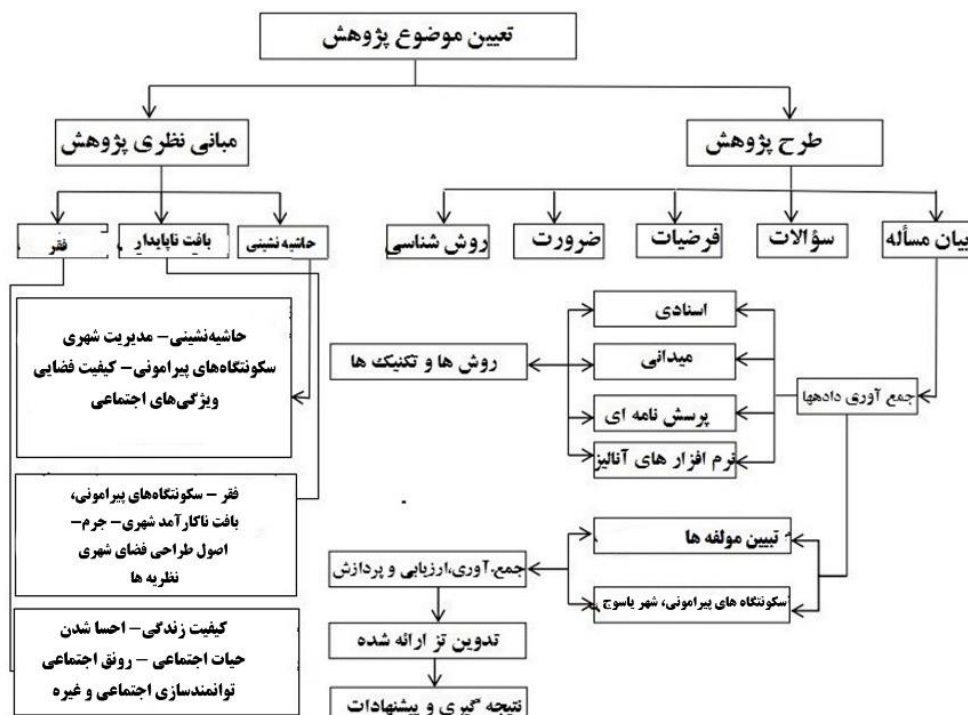 تعیین موضوع پژوهش
طرح پژوهش
مبانی نظری پژوهش
بیان مسأله
سؤالات
فرضیات
ضرورت
روش شناسی
حاشیه نشینی
بافت ناپایدار
فقر
حاشیه‌نشینی– مدیریت شهری
سکونتگاه‌های پیرامونی– کیفیت فضایی
ویژگی‌های اجتماعی
فقر – سکونتگاه‌های پیرامونی،
بافت ناکارآمد شهری– جرم–
اصول طراحی فضای شهری
نظریه ها
کیفیت زندگی– احسا شدن
حیات اجتماعی – رونق اجتماعی
توانمندسازی اجتماعی و غیره
جمع آوری دادهها
اسنادی
میدانی
پرسش نامه ای
نرم افزار های آنالیز
روش ها و تکنیک ها
تبیین مولفه ها
سکونتگاه های پیرامونی، شهر یاسوج
جمع.آوری،ارزیابی و پردازش
تدوین تز ارائه شده
نتیجه گیری و پیشنهادات